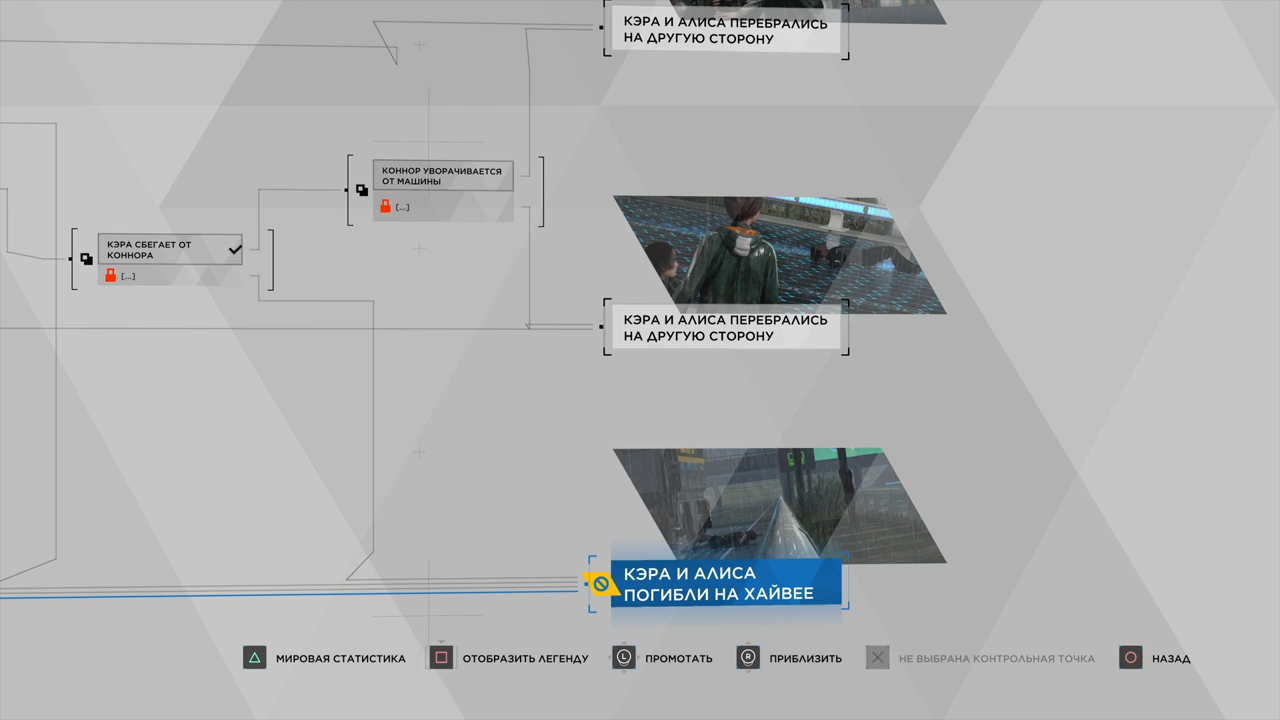 КЭРА И АЛИСА ПЕРЕБРАЛИСЬ
НА ДРУГУЮ СТОРОНУ
КОННОР УВОРАЧИВАЕТСЯ
ОТ МАШИНЫ
[...]
КЭРА СБЕГАЕТ ОТ
КОННОРА
[...]
КЭРА И АЛИСА ПЕРЕБРАЛИСЬ
НА ДРУГУЮ СТОРОНУ
КЭРА И АЛИСА
ПОГИБЛИ НА ХАЙВЕЕ
МИРОВАЯ СТАТИСТИКА ОТОБРАЗИТЬ ЛЕГЕНДУ L ПРОМОТАТЬ R ПРИБЛИЗИТЬ НЕ ВЫБРАНА КОНТРОЛЬНАЯ ТОЧКА НАЗАД